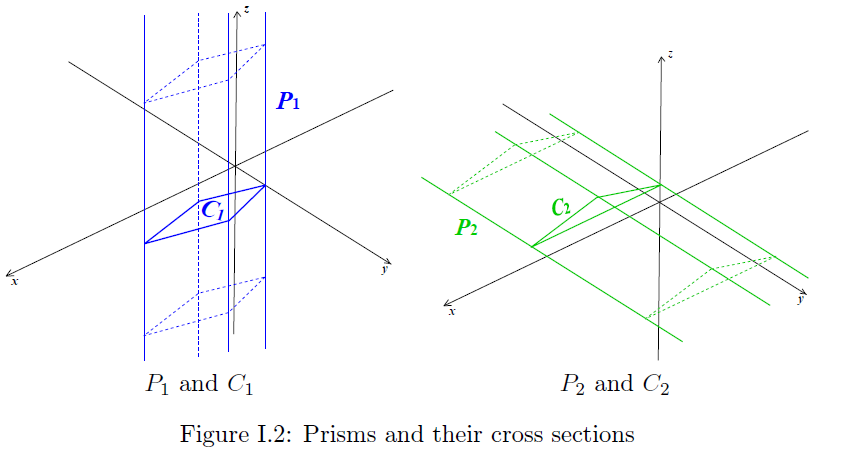 z
P1
C1
x
y
z
C2
P2
x
y
P1 and C1
P2 and C2
Figure I.2: Prisms and their cross sections